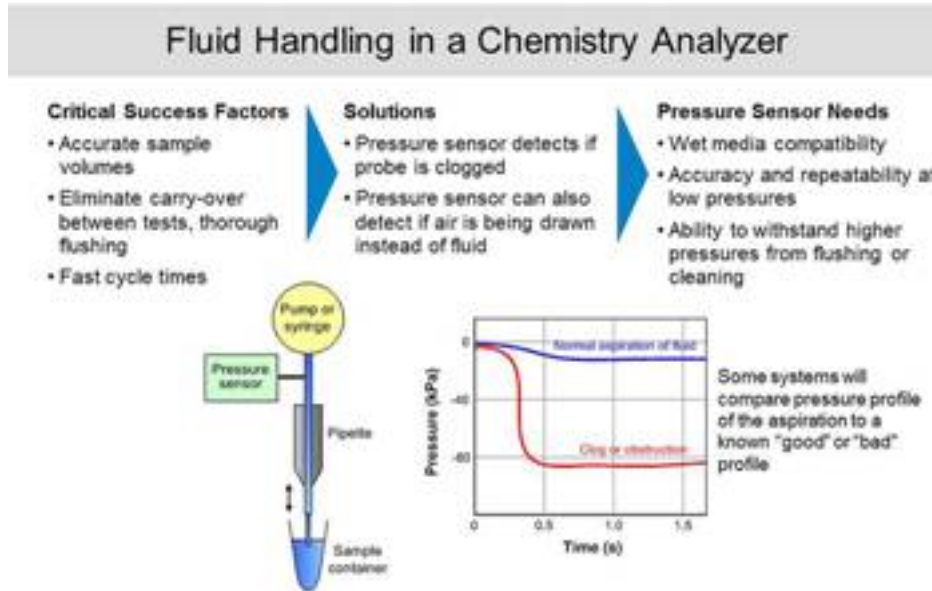 Fluid Handling in a Chemistry Analyzer
Critical Success Factors
• Accurate sample
volumes
• Eliminate carry-over
between tests, thorough
flushing
• Fast cycle times
Solutions
• Pressure sensor detects if
probe is clogged
• Pressure sensor can also
detect if air is being drawn
instead of fluid
Pressure Sensor Needs
• Wet media compatibility
• Accuracy and repeatability at
low pressures
• Ability to withstand higher
pressures from flushing or
cleaning
Pump or
syringe
Pressure
sensor
Pipette
Sample
container
Pressure (kPa)
0
-40
-80
Normal aspiration of fluid
Clog or obstruction
0 0.5 1.0 1.5
Time (s)
Some systems will
compare pressure profile
of the aspiration to a
known "good" or "bad"
profile